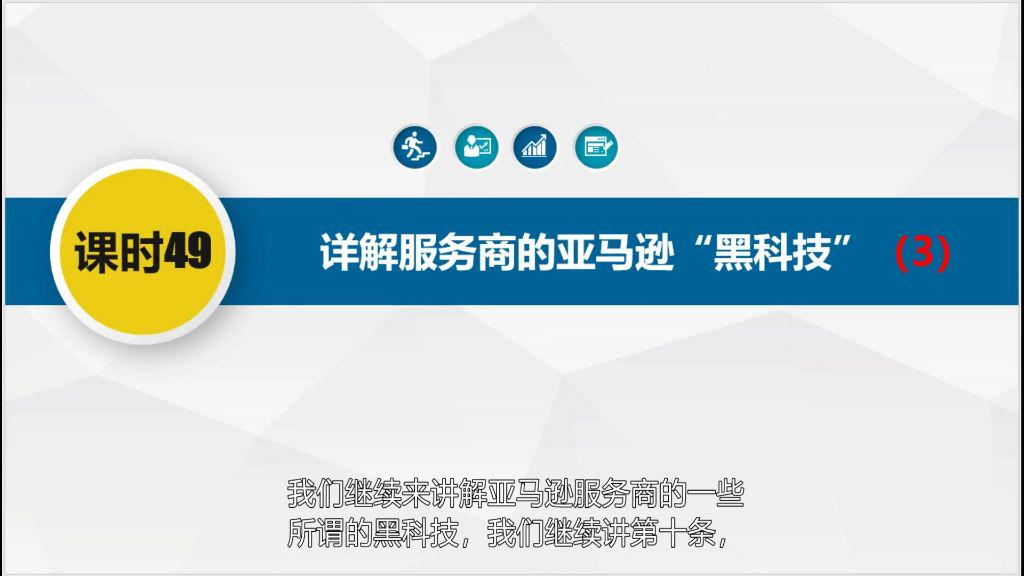 课时49
详解服务商的亚马逊“黑科技” (3)
我们继续来讲解亚马逊服务商的一些
所谓的黑科技，我们继续讲第十条，